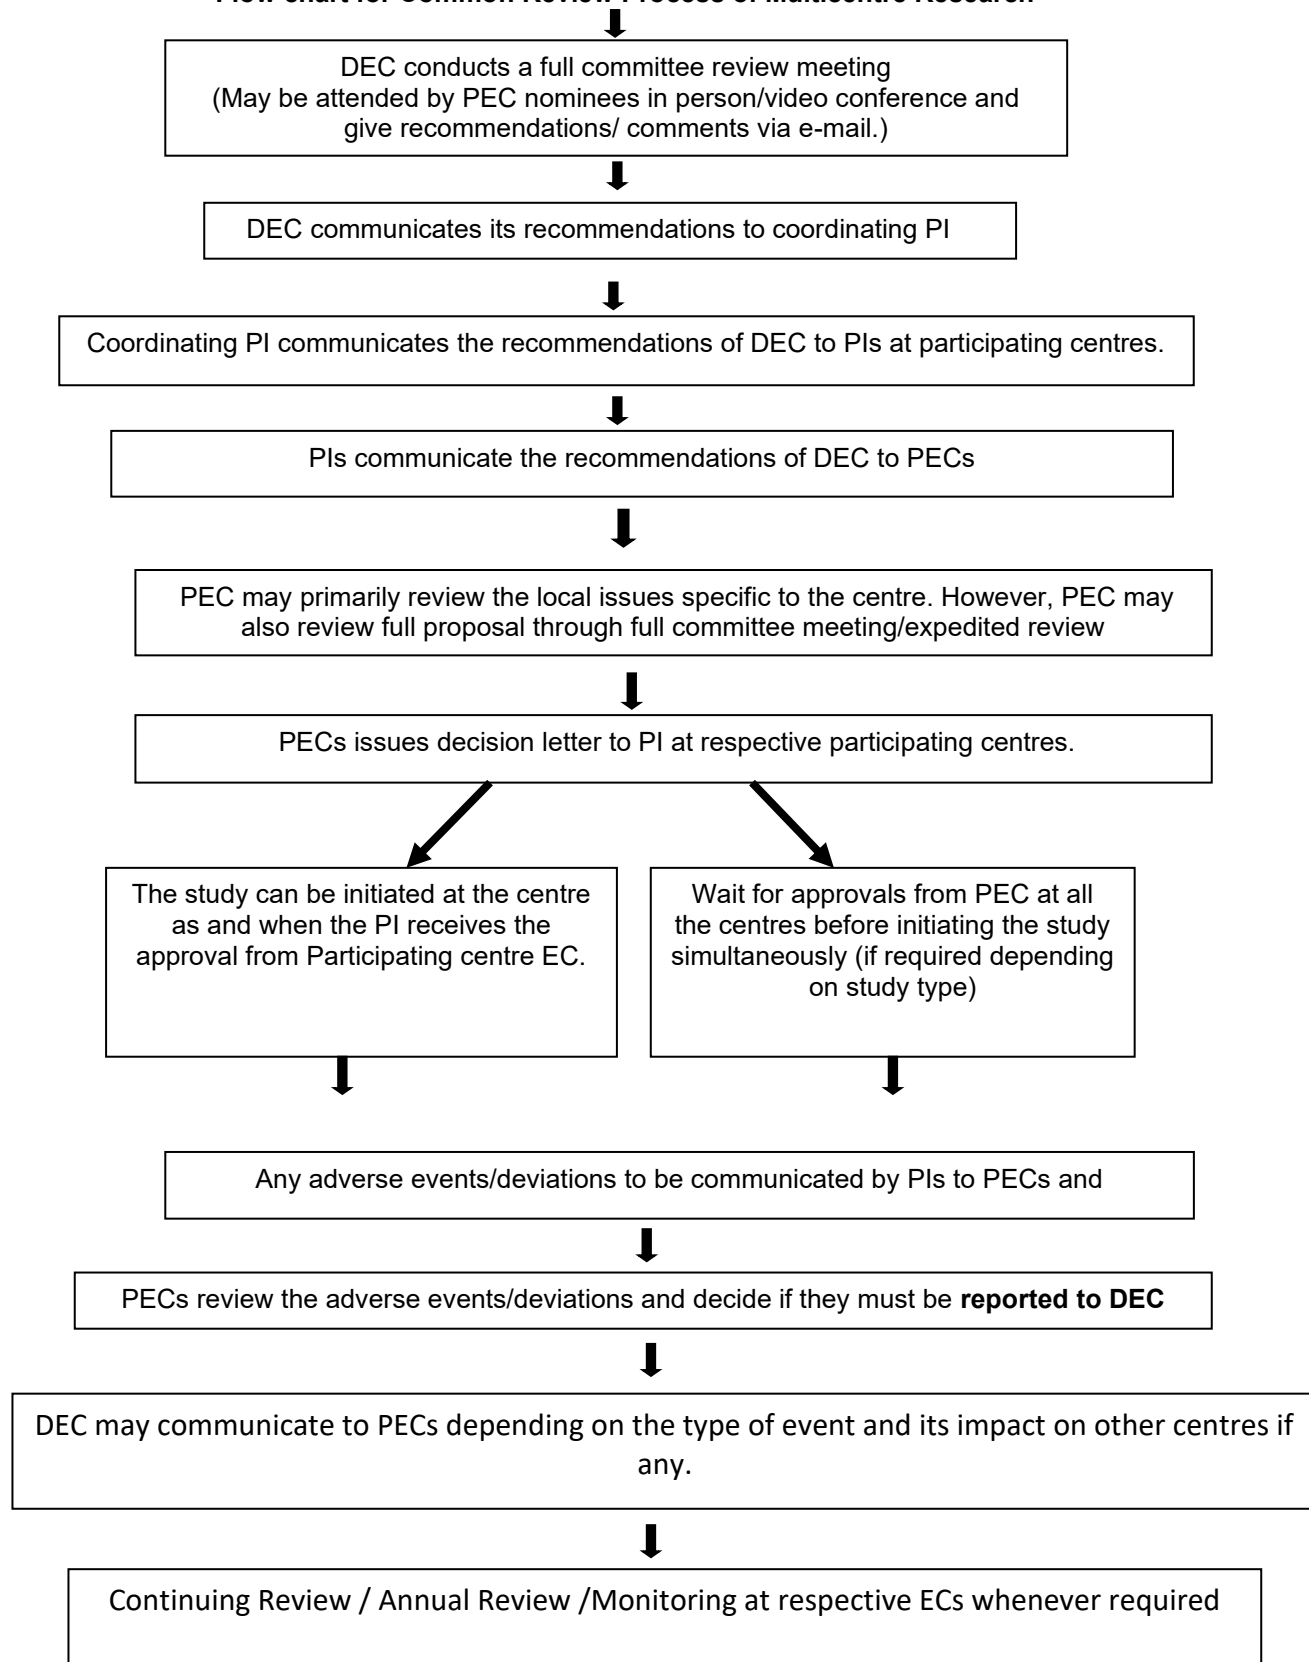 Flow chart for Common Review Process of Multicentre Research
DEC conducts a full committee review meeting
(May be attended by PEC nominees in person/video conference and
give recommendations/ comments via e-mail.)
DEC communicates its recommendations to coordinating PI
Coordinating PI communicates the recommendations of DEC to PIs at participating centres.
PIs communicate the recommendations of DEC to PECs
PEC may primarily review the local issues specific to the centre. However, PEC may
also review full proposal through full committee meeting/expedited review
PECs issues decision letter to PI at respective participating centres.
The study can be initiated at the centre
as and when the PI receives the
approval from Participating centre EC.
Wait for approvals from PEC at all
the centres before initiating the study
simultaneously (if required depending
on study type)
Any adverse events/deviations to be communicated by PIs to PECs and
PECs review the adverse events/deviations and decide if they must be reported to DEC
DEC may communicate to PECs depending on the type of event and its impact on other centres if
any.
Continuing Review / Annual Review /Monitoring at respective ECs whenever required